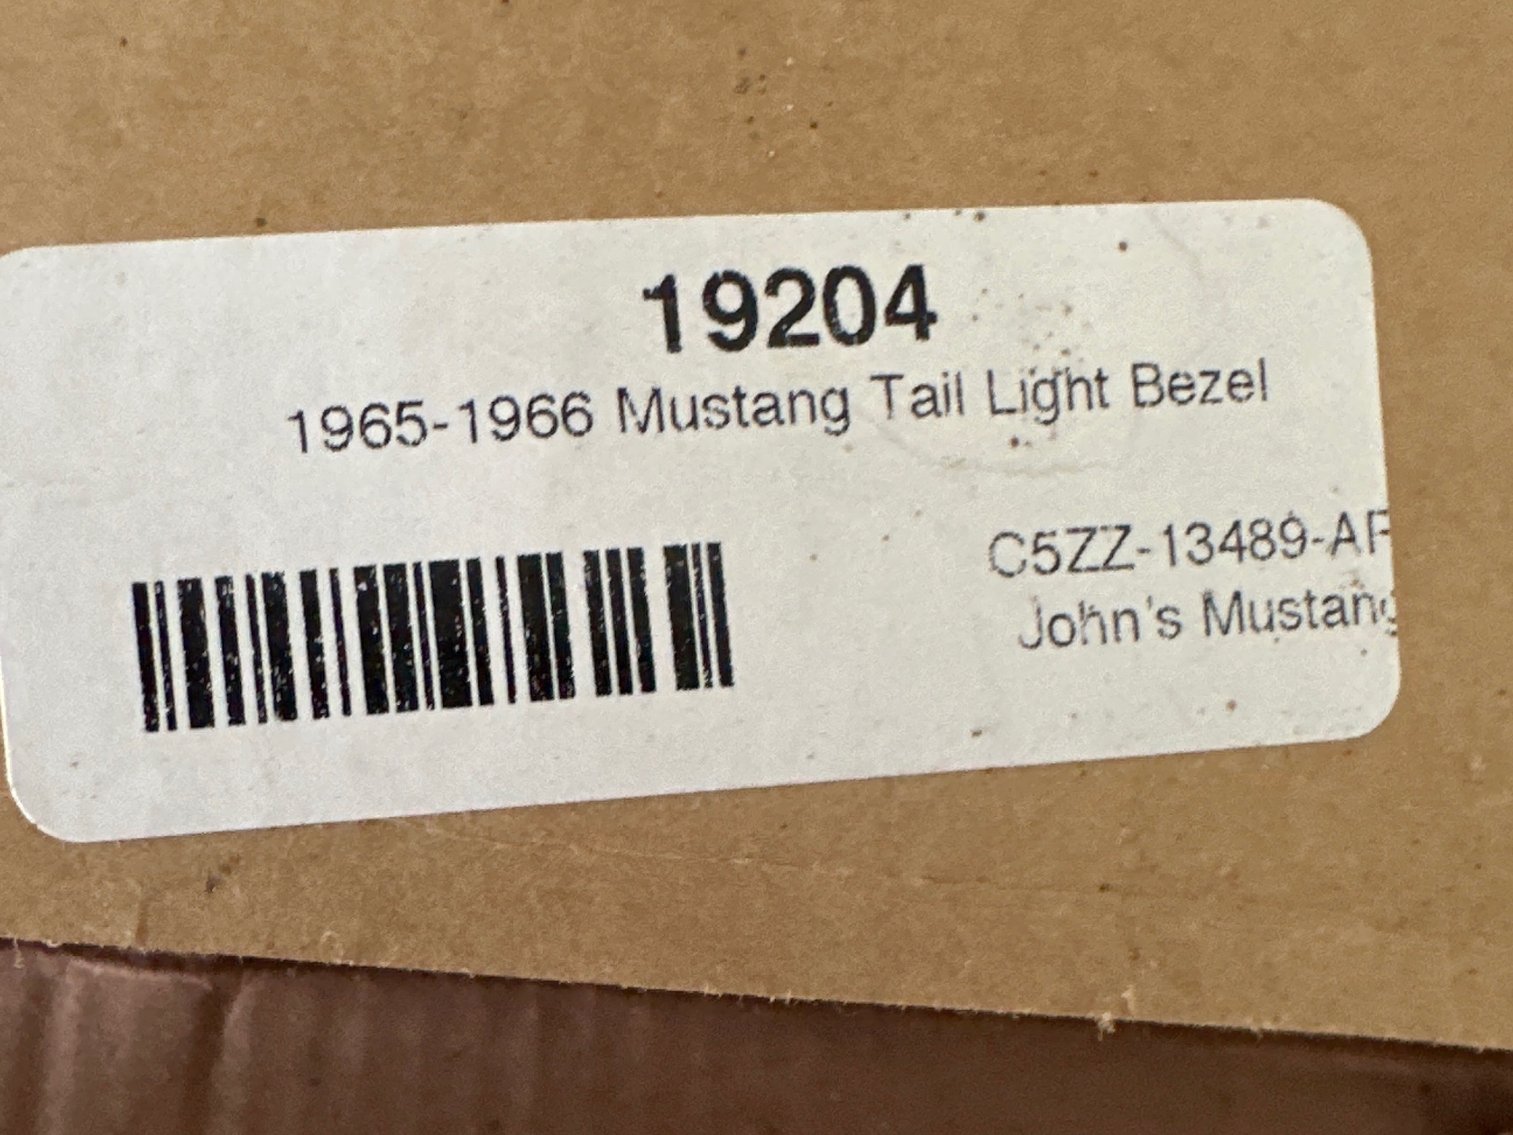 19204
1965-1966 Mustang Tail Light Bezel
C5ZZ-13489-AF
John's Mustang